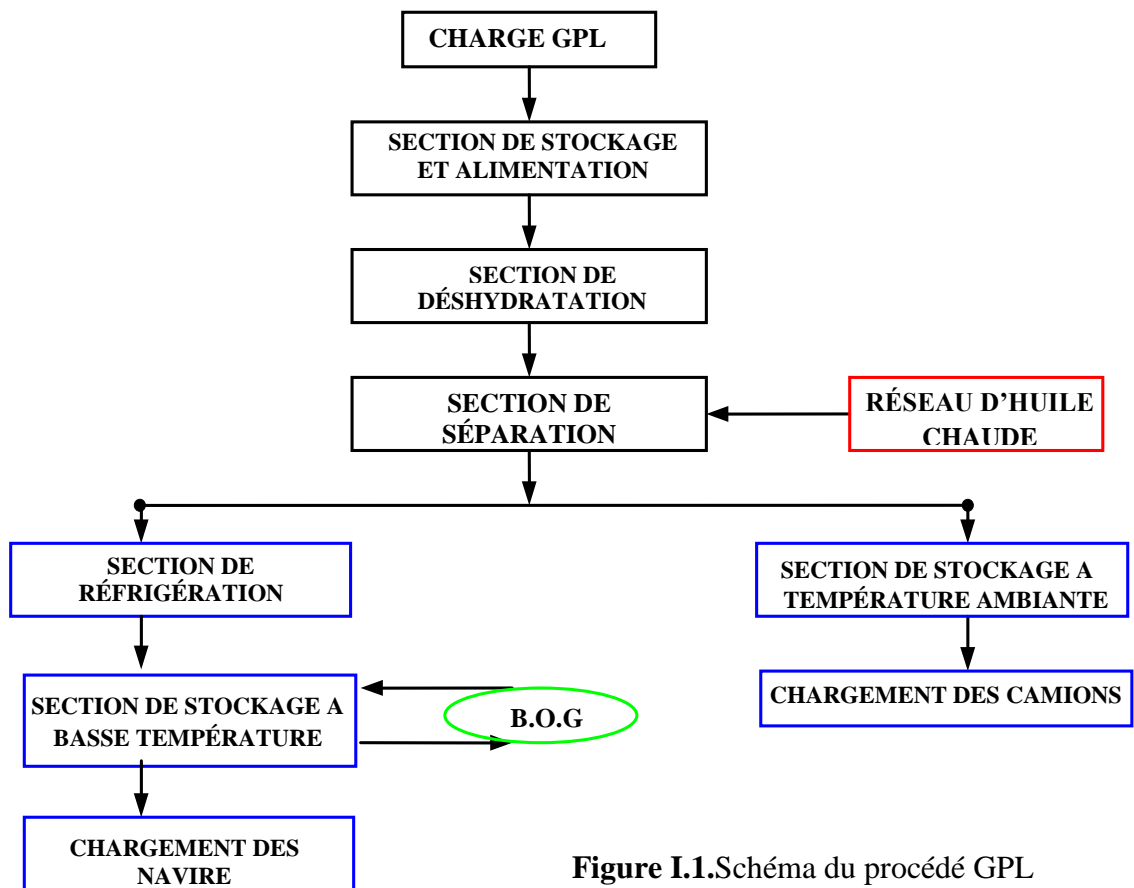 CHARGE GPL
SECTION DE STOCKAGE
ET ALIMENTATION
SECTION DE
DÉSHYDRATATION
SECTION DE
SÉPARATION
RÉSEAU D’HUILE
CHAUDE
SECTION DE
RÉFRIGÉRATION
SECTION DE STOCKAGE A
TEMPÉRATURE AMBIANTE
SECTION DE STOCKAGE A
BASSE TEMPÉRATURE
B.O.G
CHARGEMENT DES CAMIONS
CHARGEMENT DES
NAVIRE
Figure I.1.Schéma du procédé GPL